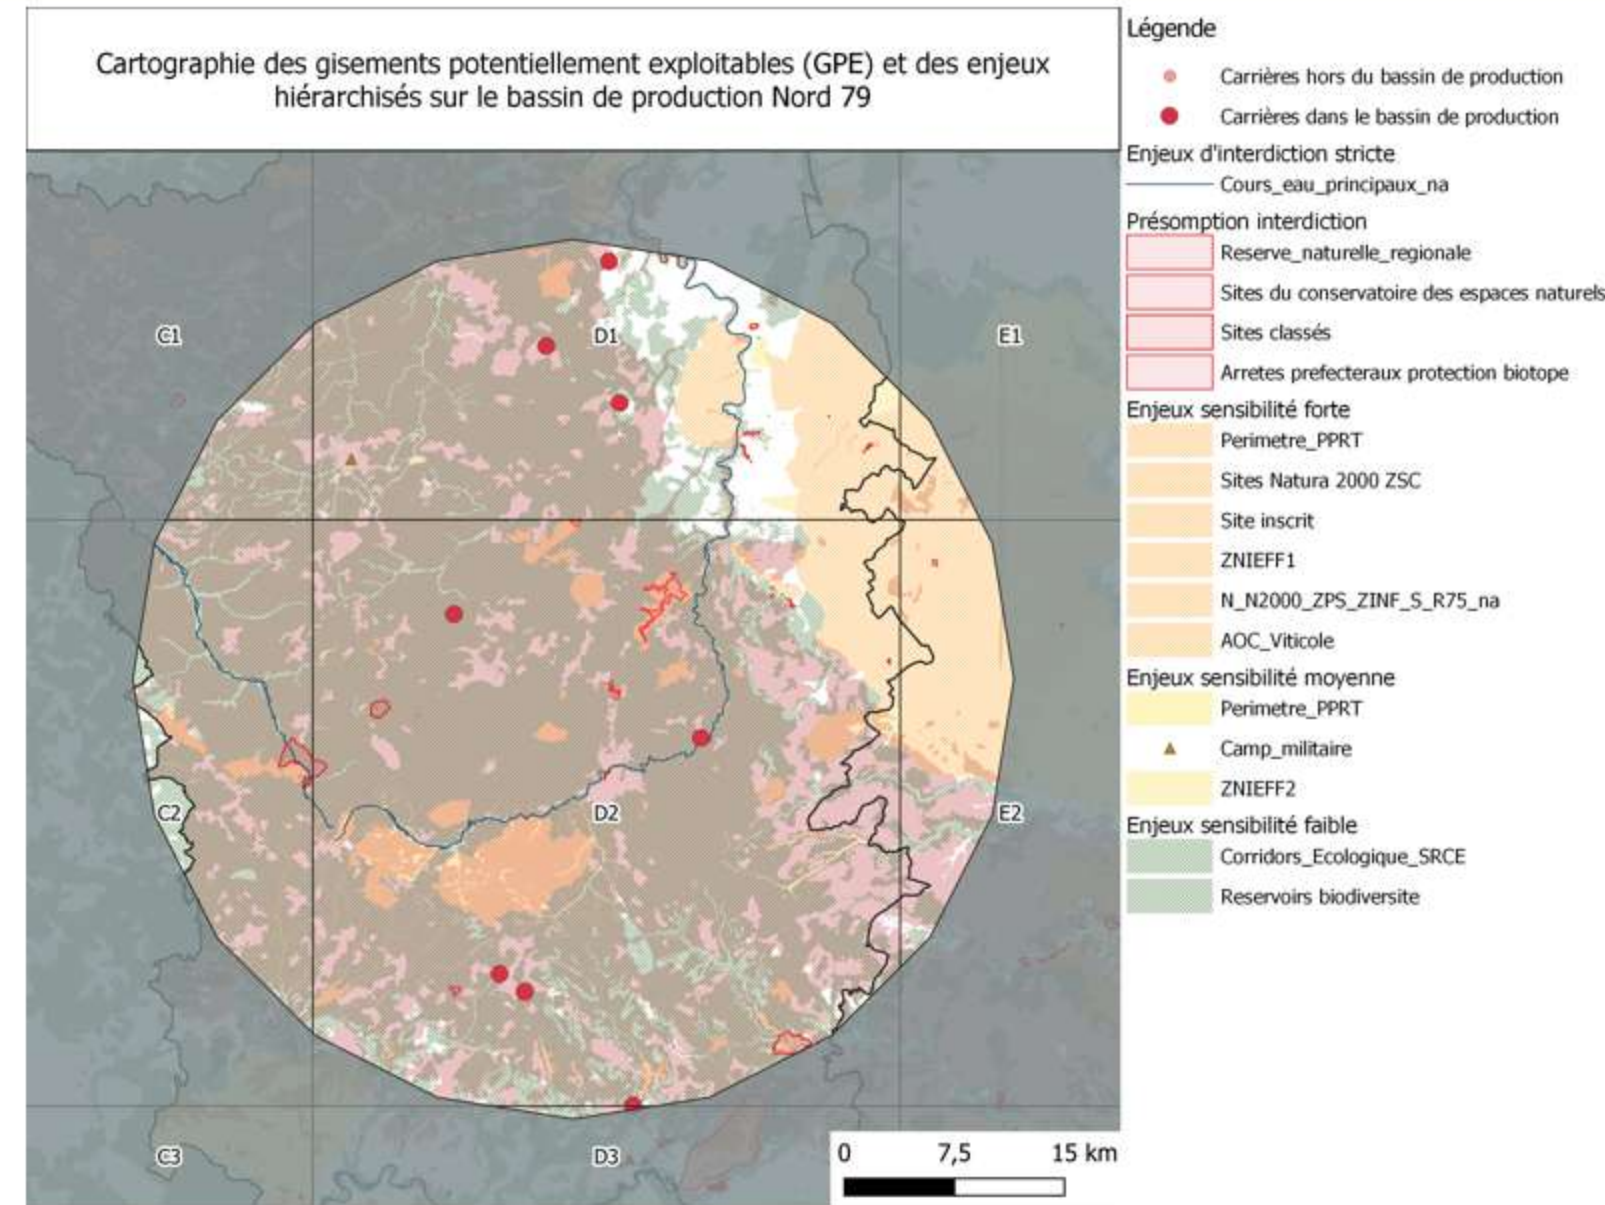 Cartographie des gisements potentiellement exploitables (GPE) et des enjeux
hiérarchisés sur le bassin de production Nord 79
Légende
Carrières hors du bassin de production
Carrières dans le bassin de production
Enjeux d'interdiction stricte
Cours_eau_principaux_na
Présomption interdiction
Reserve_naturelle_regionale
Sites du conservatoire des espaces naturels
Sites classés
Arretes prefecteraux protection biotope
Enjeux sensibilité forte
Perimetre_PPRT
Sites Natura 2000 ZSC
Site inscrit
ZNIEFF1
N_N2000_ZPS_ZINF_S_R75_na
AOC_Viticole
Enjeux sensibilité moyenne
Perimetre_PPRT
Camp_militaire
ZNIEFF2
Enjeux sensibilité faible
Corridors_Ecologique_SRCE
Reservoirs biodiversite
C1
D1
E1
C2
D2
E2
C3
D3
0 7,5 15 km